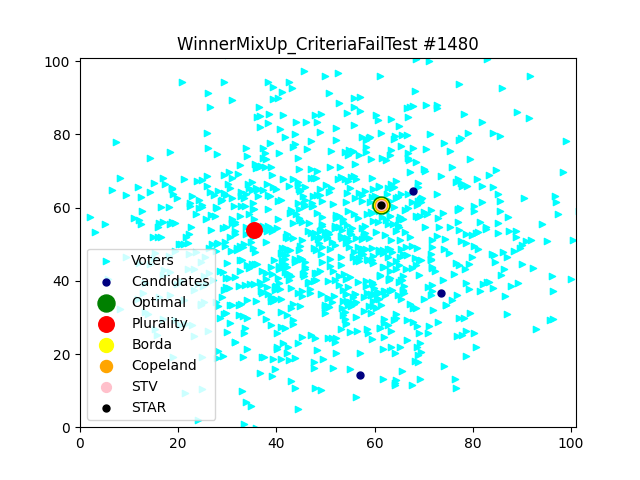 WinnerMixUp_CriteriaFailTest #1480
100
80
60
40
20
0
Voters
Candidates
Optimal
Plurality
Borda
Copeland
STV
STAR
0 20 40 60 80 100